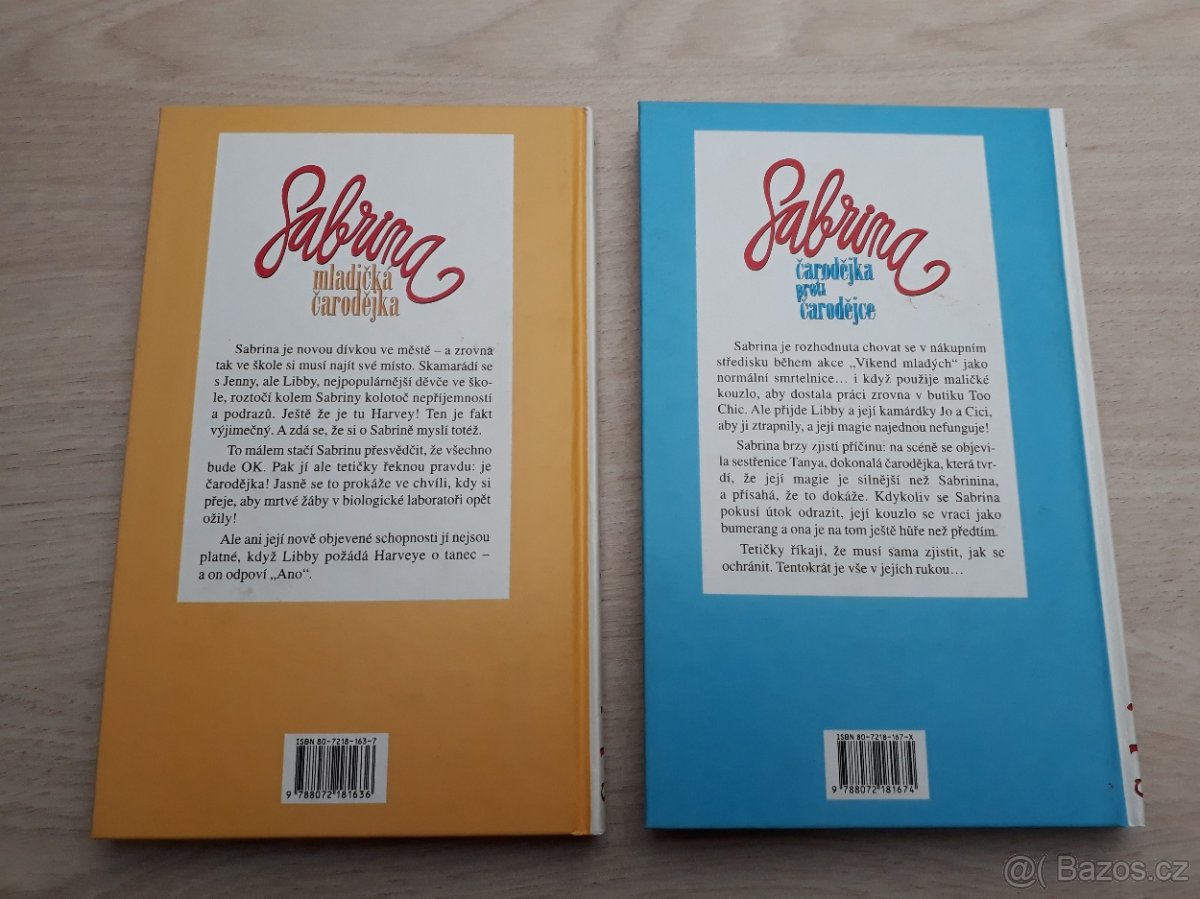 Sabrina
mladičká
čarodějka
Sabrina je novou dívkou ve městě – a zrovna
tak ve škole si musí najít své místo. Skamarádí se
s Jenny, ale Libby, nejpopulárnější děvče ve ško-
le, roztočí kolem Sabriny kolotoč nepříjemností
a podrazů. Ještě že je tu Harvey! Ten je fakt
výjimečný. A zdá se, že si o Sabrině myslí totéž.
To málem stačí Sabrinu přesvědčit, že všechno
bude OK. Pak jí ale tetičky řeknou pravdu: je
čarodějka! Jasně se to prokáže ve chvíli, kdy si
přeje, aby mrtvé žáby v biologické laboratoři opět
ožily!
Ale ani její nově objevené schopnosti jí nejsou
platné, když Libby požádá Harveye o tanec –
a on odpoví „Ano“.
ISBN 80-7218-163-7
9 788072 181636
Sabrina
čarodějka
proti
čarodějce
Sabrina je rozhodnuta chovat se v nákupním
středisku během akce „Víkend mladých“ jako
normální smrtelnice… i když použije maličké
kouzlo, aby dostala práci zrovna v butiku Too
Chic. Ale přijde Libby a její kamárdky Jo a Cici,
aby ji ztrapnily, a její magie najednou nefunguje!
Sabrina brzy zjistí příčinu: na scéně se objevi-
la sestřenice Tanya, dokonalá čarodějka, která tvr-
dí, že její magie je silnější než Sabrinina,
a přísahá, že to dokáže. Kdykoliv se Sabrina
pokusí útok odrazit, její kouzlo se vrací jako
bumerang a ona je na tom ještě hůře než předtím.
Tetičky říkají, že musí sama zjistit, jak se
ochránit. Tentokrát je vše v jejích rukou…
ISBN 80-7218-167-X
9 788072 181674
@ Bazos.cz